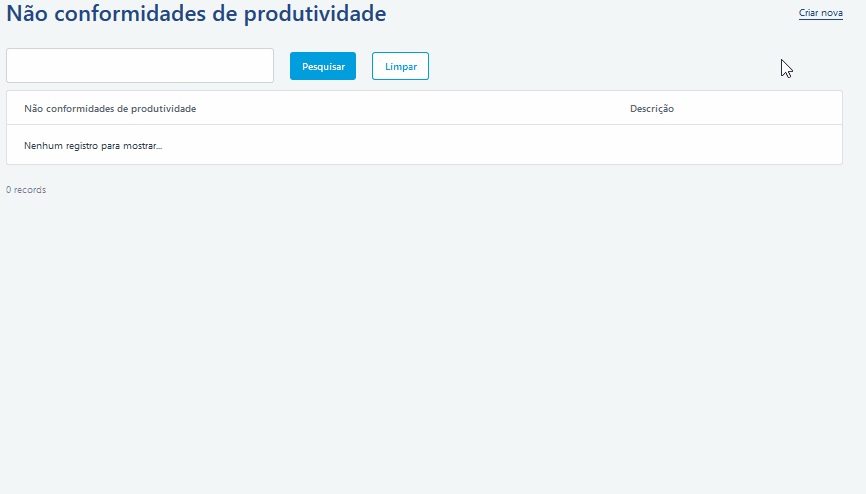 Não conformidades de produtividade
Criar nova
Pesquisar
Limpar
Não conformidades de produtividade
Descrição
Nenhum registro para mostrar...
0 records